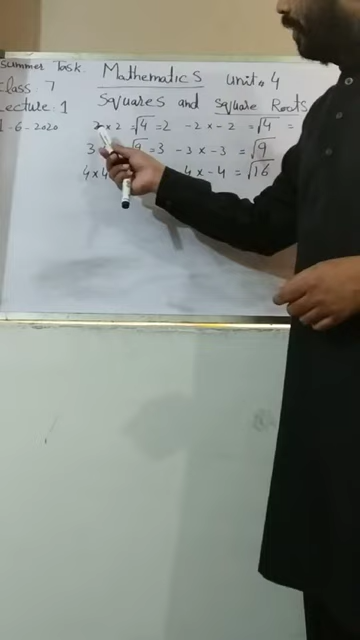 Summer Task Mathematics Unit 4
Class 7 Squares and Square Roots
Lecture 1
1-6-2020 2 × 2 = √4 = 2 -2 × -2 = √4 =
3 √9 = 3 -3 × -3 = √9
4 × 4 4 × -4 = √16